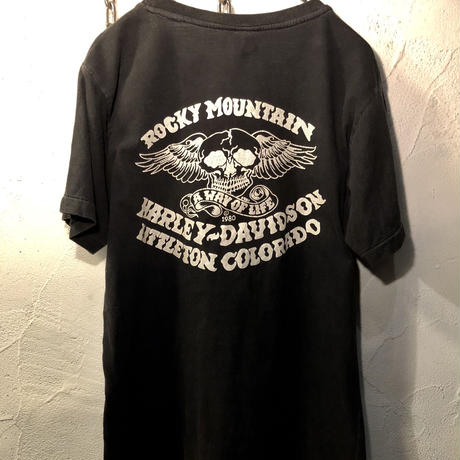 ROCKY MOUNTAIN
A WAY OF LIFE
© 1980
HARLEY-DAVIDSON
LITTLETON COLORADO